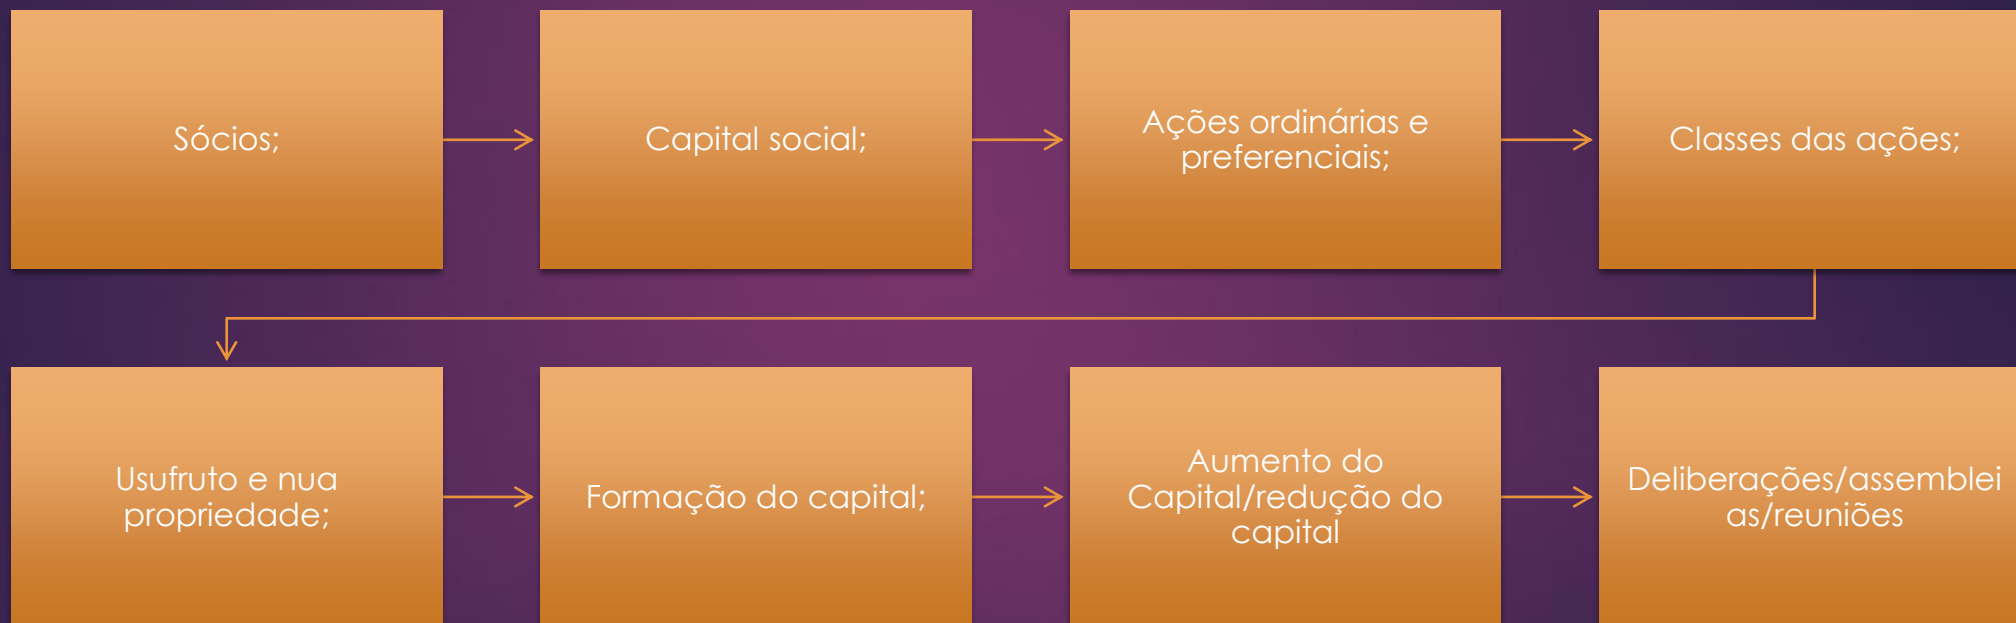 Sócios;
Capital social;
Ações ordinárias e
preferenciais;
Classes das ações;
Usufruto e nua
propriedade;
Formação do capital;
Aumento do
Capital/redução do
capital
Deliberações/assemblei
as/reuniões